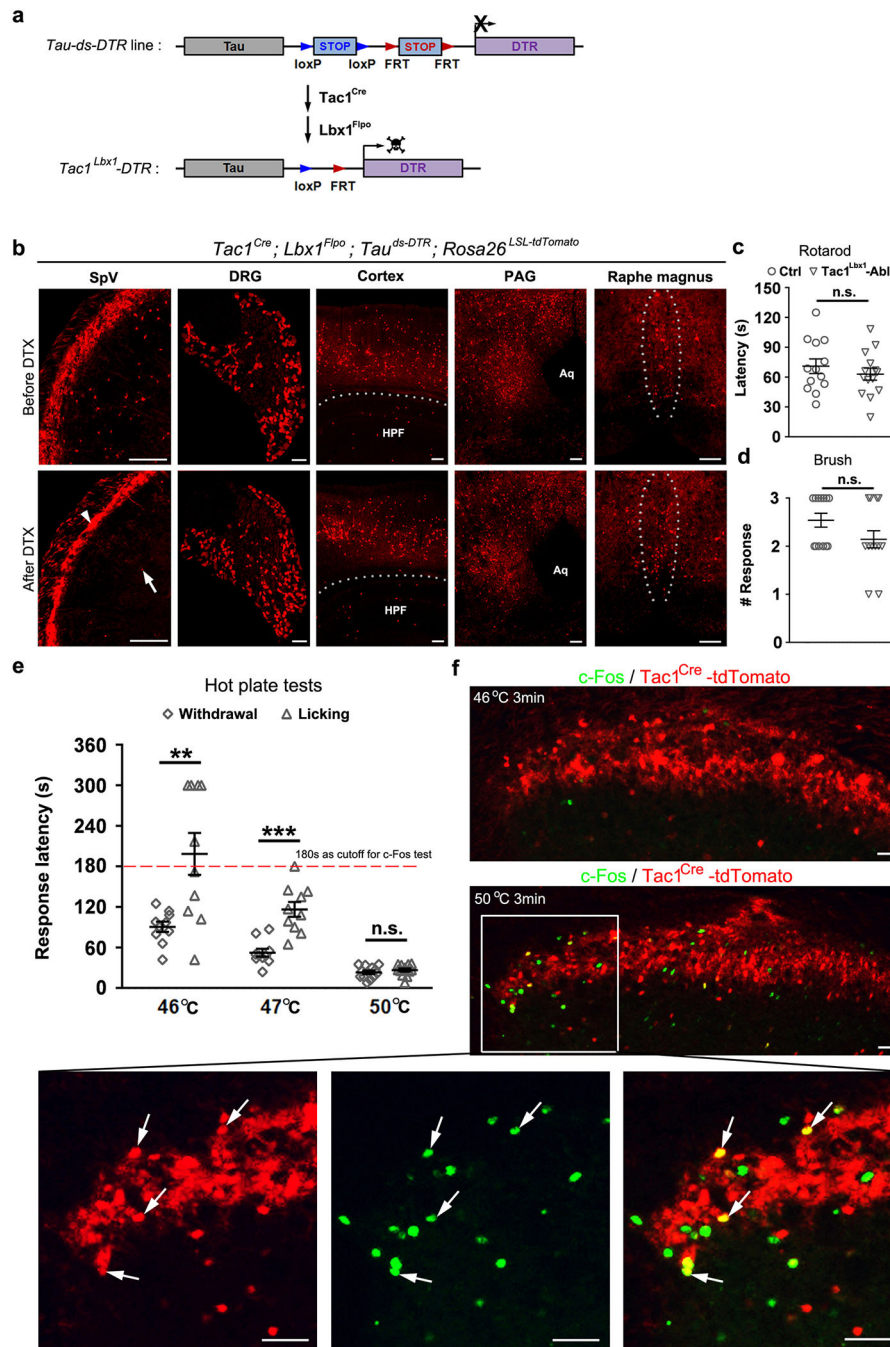 a
Tau-ds-DTR line :
Tau
STOP
STOP
X
DTR
loxP
loxP
FRT
FRT
Tac1Cre
Lbx1Flpo
Tac1Lbx1-DTR :
Tau
DTR
loxP
FRT
b
Tac1Cre ; Lbx1Flpo ; Tauds-DTR ; Rosa26LSL-tdTomato
SpV
DRG
Cortex
PAG
Raphe magnus
Before DTX
HPF
Aq
After DTX
HPF
Aq
c
Rotarod
Ctrl
Tac1Lbx1-Abl
n.s.
Latency (s)
150
120
90
60
30
0
d
Brush
n.s.
# Response
3
2
1
0
e
Hot plate tests
Withdrawal
Licking
Response latency (s)
360
300
240
180
120
60
0
**
***
n.s.
180s as cutoff for c-Fos test
46°C
47°C
50°C
f
c-Fos / Tac1Cre -tdTomato
46 °C 3min
c-Fos / Tac1Cre -tdTomato
50 °C 3min